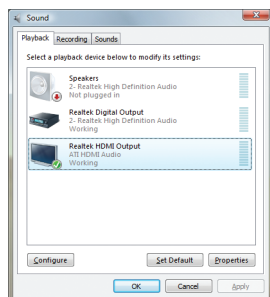 Sound
Playback Recording Sounds
Select a playback device below to modify its settings:
Speakers
2- Realtek High Definition Audio
Not plugged in
Realtek Digital Output
2- Realtek High Definition Audio
Working
Realtek HDMI Output
ATI HDMI Audio
Working
Configure Set Default Properties
OK Cancel Apply